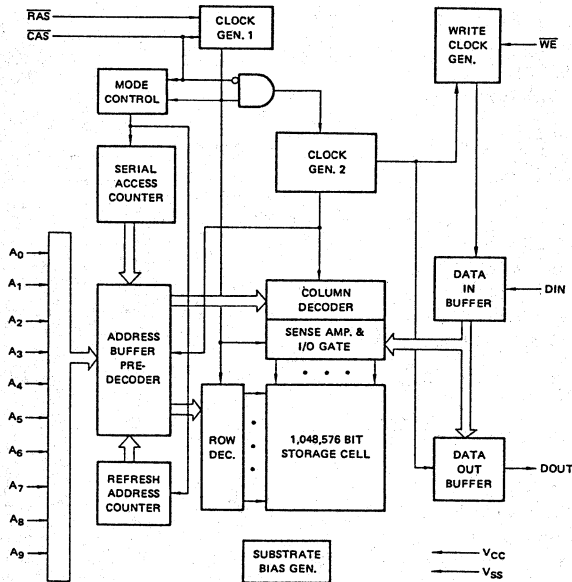 RAS
CAS
CLOCK
GEN. 1
WRITE
CLOCK
GEN.
WE
MODE
CONTROL
CLOCK
GEN. 2
SERIAL
ACCESS
COUNTER
A0
A1
A2
A3
A4
A5
A6
A7
A8
A9
ADDRESS
BUFFER
PRE-
DECODER
COLUMN
DECODER
SENSE AMP. &
I/O GATE
DATA
IN
BUFFER
DIN
ROW
DEC.
1,048,576 BIT
STORAGE CELL
REFRESH
ADDRESS
COUNTER
DATA
OUT
BUFFER
DOUT
SUBSTRATE
BIAS GEN.
VCC
VSS